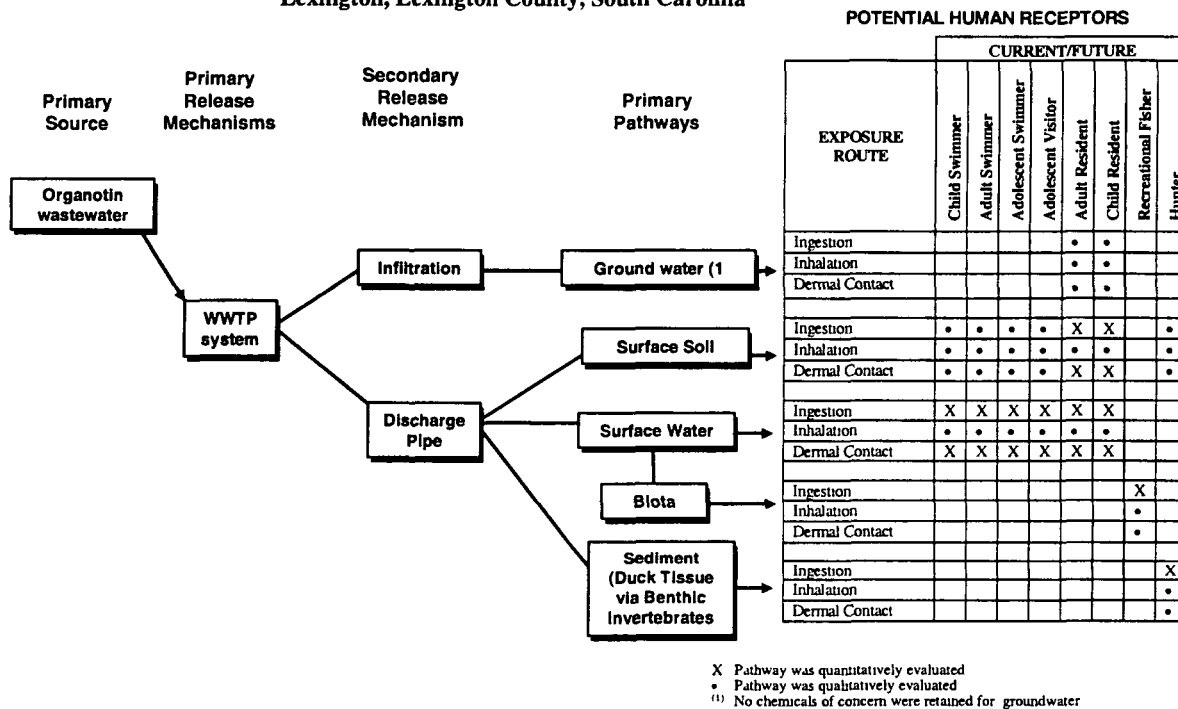 Lexington, Lexington County, South Carolina
POTENTIAL HUMAN RECEPTORS
CURRENT/FUTURE
Primary
Source
Primary
Release
Mechanisms
Secondary
Release
Mechanism
Primary
Pathways
EXPOSURE
ROUTE
Child Swimmer
Adult Swimmer
Adolescent Swimmer
Adolescent Visitor
Adult Resident
Child Resident
Recreational Fisher
Hunter
Organotin
wastewater
WWTP
system
Infiltration
Discharge
Pipe
Ground water (1
Ingestion • •
Inhalation • •
Dermal Contact • •
Surface Soil
Ingestion • • • • X X •
Inhalation • • • • • • •
Dermal Contact • • • • X X •
Surface Water
Ingestion X X X X X X
Inhalation • • • • • •
Dermal Contact X X X X X X
Biota
Ingestion X
Inhalation •
Dermal Contact •
Sediment
(Duck Tissue
via Benthic
Invertebrates
Ingestion X
Inhalation •
Dermal Contact •
X Pathway was quantitatively evaluated
• Pathway was qualitatively evaluated
(1) No chemicals of concern were retained for groundwater